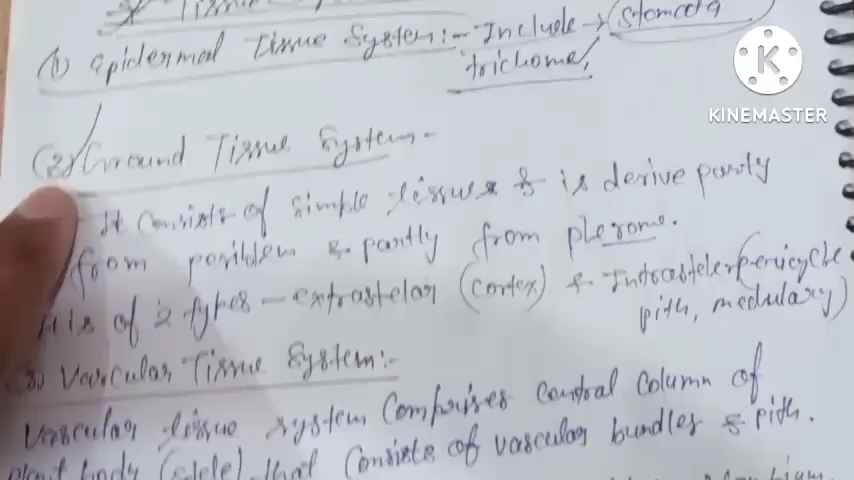 Tissue
(1) Epidermal Tissue System:- Include → Stomata
trichome,
(2) Ground Tissue System-
It consists of simple tissue & is derive partly
from periblem & partly from plerome.
It is of 2 types - extrastelar (cortex) & Intrastelar (Pericycle
pith, medulary)
(3) Vascular Tissue System:-
Vascular tissue system comprises central column of
plant body (stele) that consists of vascular bundles & pith.
KINEMASTER